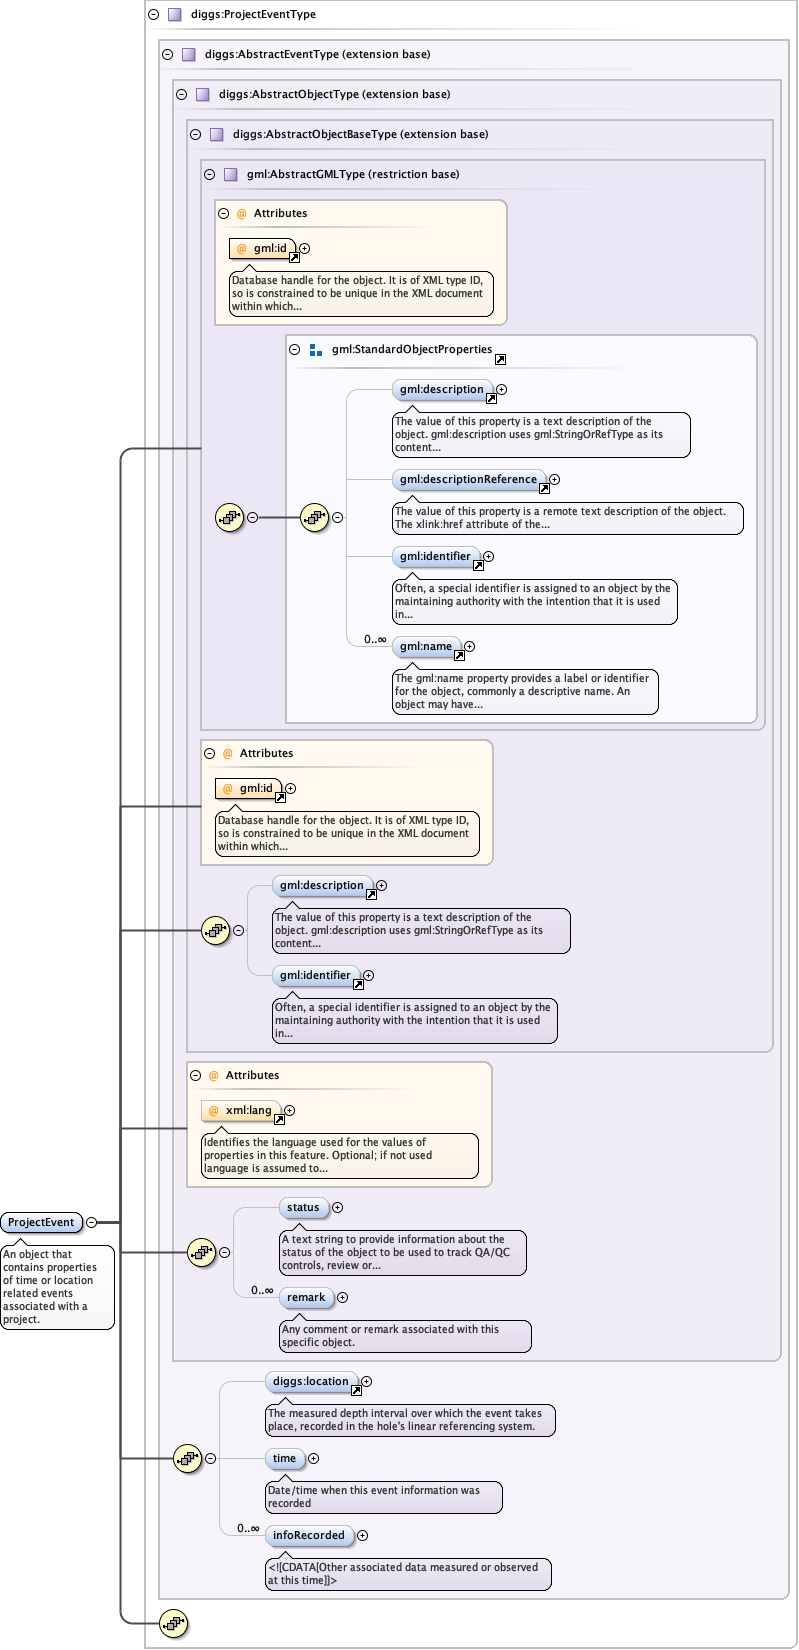 diggs:ProjectEventType
diggs:AbstractEventType (extension base)
diggs:AbstractObjectType (extension base)
diggs:AbstractObjectBaseType (extension base)
gml:AbstractGMLType (restriction base)
@ Attributes
@ gml:id
Database handle for the object. It is of XML type ID,
so is constrained to be unique in the XML document
within which...
gml:StandardObjectProperties
gml:description
The value of this property is a text description of the
object. gml:description uses gml:StringOrRefType as its
content...
gml:descriptionReference
The value of this property is a remote text description of the object.
The xlink:href attribute of the...
gml:identifier
Often, a special identifier is assigned to an object by the
maintaining authority with the intention that it is used
in...
0..∞
gml:name
The gml:name property provides a label or identifier
for the object, commonly a descriptive name. An
object may have...
@ Attributes
@ gml:id
Database handle for the object. It is of XML type ID,
so is constrained to be unique in the XML document
within which...
gml:description
The value of this property is a text description of the
object. gml:description uses gml:StringOrRefType as its
content...
gml:identifier
Often, a special identifier is assigned to an object by the
maintaining authority with the intention that it is used
in...
@ Attributes
@ xml:lang
Identifies the language used for the values of
properties in this feature. Optional; if not used
language is assumed to...
ProjectEvent
An object that
contains properties
of time or location
related events
associated with a
project.
status
A text string to provide information about the
status of the object to be used to track QA/QC
controls, review or...
0..∞
remark
Any comment or remark associated with this
specific object.
diggs:location
The measured depth interval over which the event takes
place, recorded in the hole's linear referencing system.
time
Date/time when this event information was
recorded
0..∞
infoRecorded
<![CDATA[Other associated data measured or observed
at this time]]>